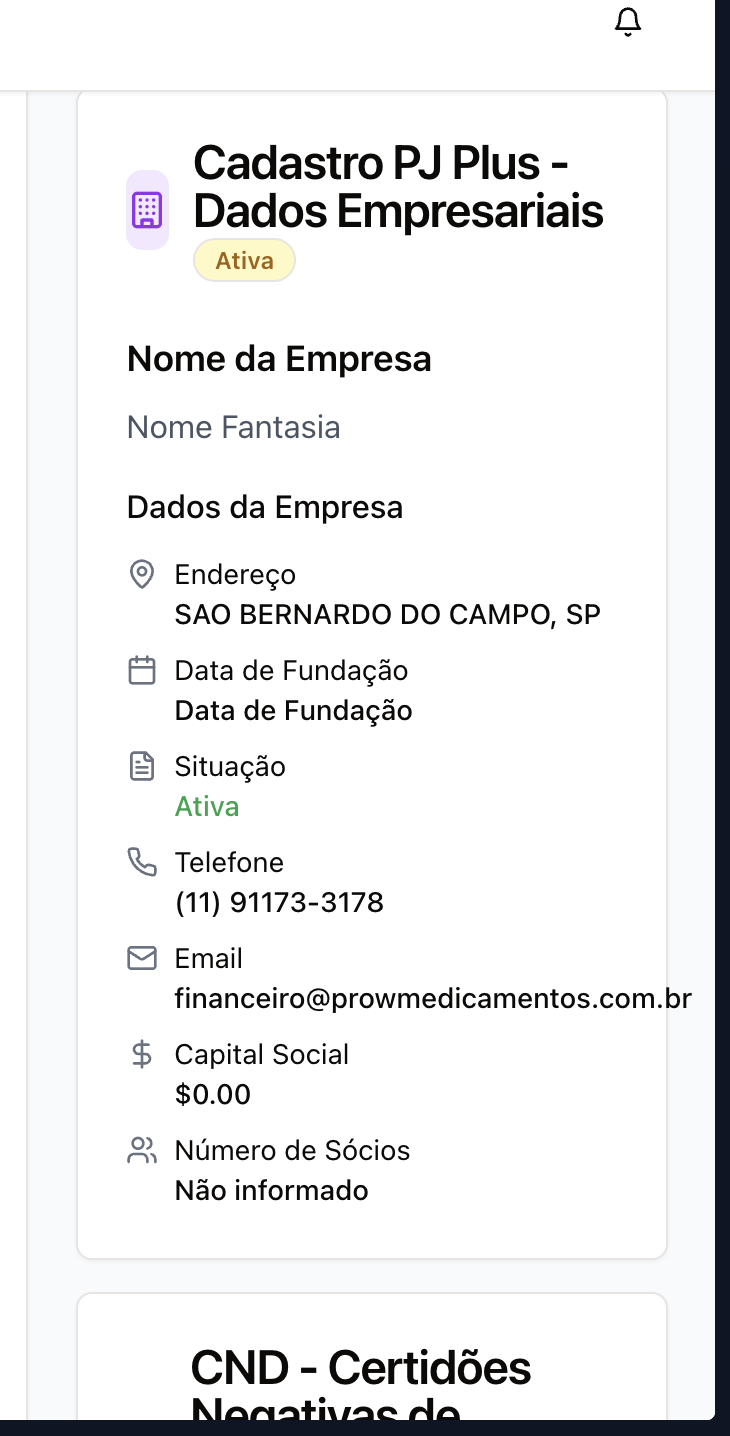 Cadastro PJ Plus -
Dados Empresariais
Ativa
Nome da Empresa
Nome Fantasia
Dados da Empresa
Endereço
SAO BERNARDO DO CAMPO, SP
Data de Fundação
Data de Fundação
Situação
Ativa
Telefone
(11) 91173-3178
Email
financeiro@prowmedicamentos.com.br
Capital Social
$0.00
Número de Sócios
Não informado
CND - Certidões
Negativas de